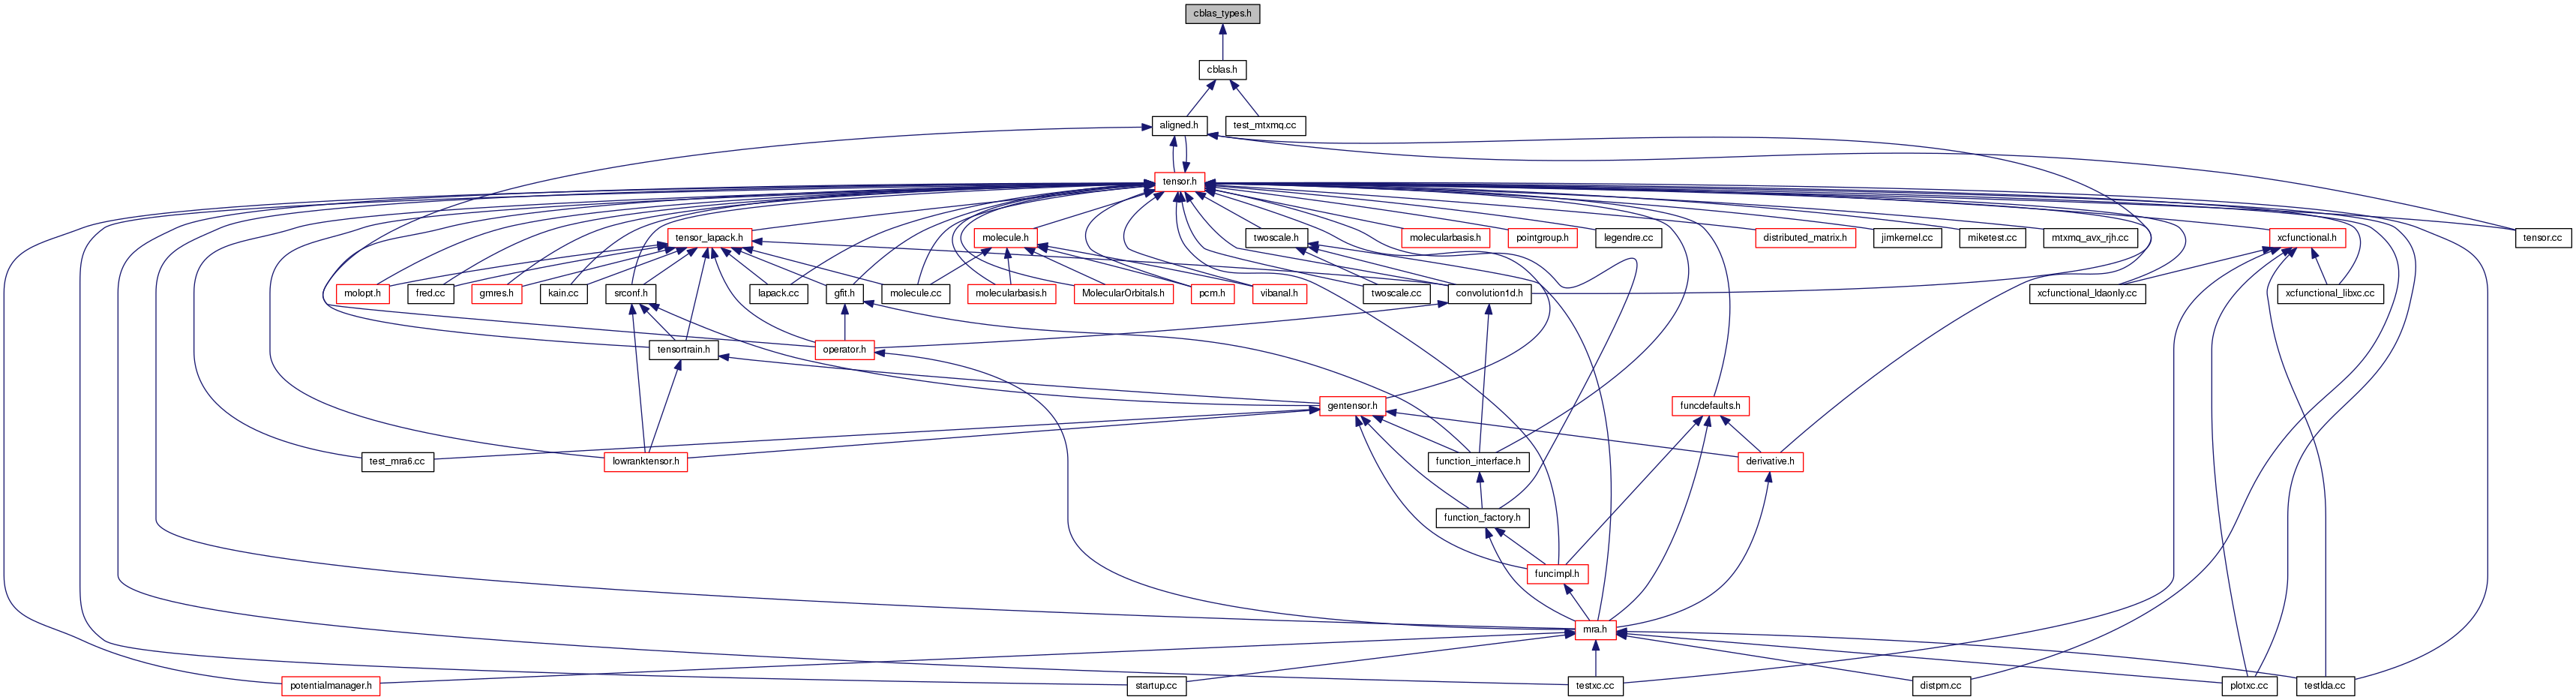 cblas_types.h
cblas.h
aligned.h
test_mtxmq.cc
tensor.h
tensor_lapack.h
molecule.h
twoscale.h
molecularbasis.h
pointgroup.h
legendre.cc
distributed_matrix.h
jimkernel.cc
miketest.cc
mtxmq_avx_rjh.cc
xcfunctional.h
tensor.cc
molopt.h
fred.cc
gmres.h
kain.cc
srconf.h
lapack.cc
gfit.h
molecule.cc
molecularbasis.h
MolecularOrbitals.h
pcm.h
vibanal.h
twoscale.cc
convolution1d.h
xcfunctional_ldaonly.cc
xcfunctional_libxc.cc
tensortrain.h
operator.h
gentensor.h
funcdefaults.h
test_mra6.cc
lowranktensor.h
function_interface.h
derivative.h
function_factory.h
funcimpl.h
mra.h
potentialmanager.h
startup.cc
testxc.cc
distpm.cc
plotxc.cc
testlda.cc